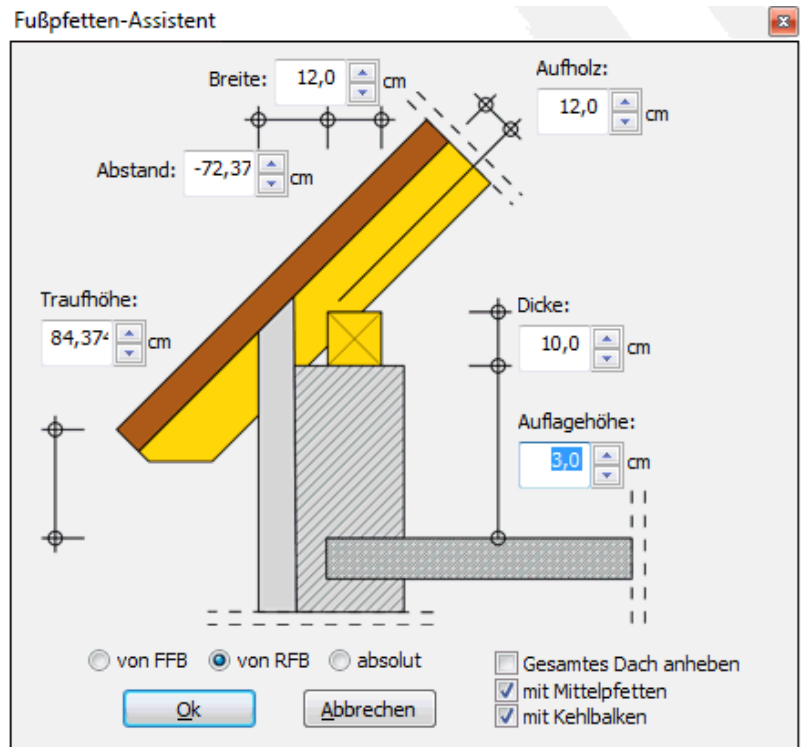 Fußpfetten-Assistent
Breite: 12,0 cm
Aufholz:
12,0 cm
Abstand: -72,37 cm
Traufhöhe:
84,374 cm
Dicke:
10,0 cm
Auflagehöhe:
3,0 cm
von FFB von RFB absolut
Gesamtes Dach anheben
mit Mittelpfetten
mit Kehlbalken
Ok Abbrechen